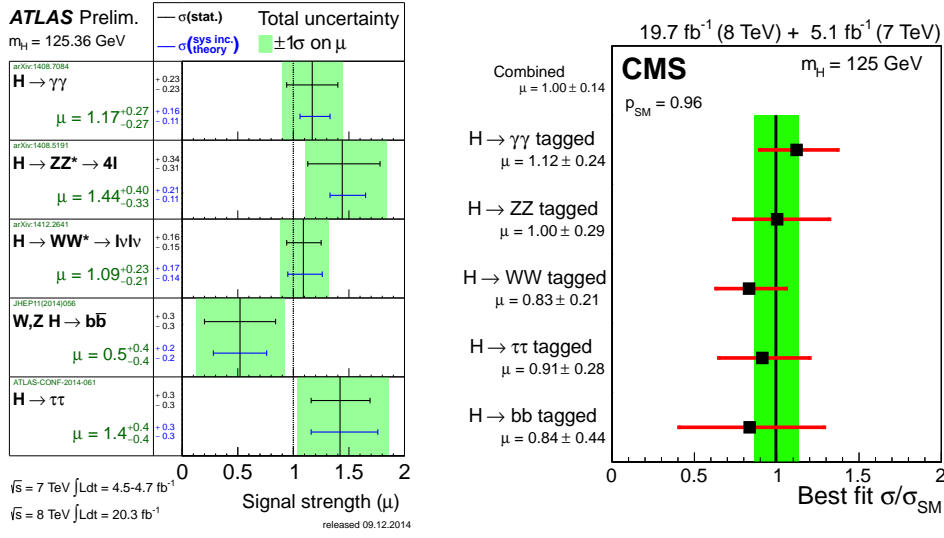 ATLAS Prelim.
m_H = 125.36 GeV
σ(stat.)
σ(sys inc. theory)
Total uncertainty
±1σ on μ
arXiv:1408.7084
H → γγ
μ = 1.17 +0.27 −0.27
+ 0.23
− 0.23
+ 0.16
− 0.11
arXiv:1408.5191
H → ZZ* → 4l
μ = 1.44 +0.40 −0.33
+ 0.34
− 0.31
+ 0.21
− 0.11
arXiv:1412.2641
H → WW* → lνlν
μ = 1.09 +0.23 −0.21
+ 0.16
− 0.15
+ 0.17
− 0.14
JHEP11(2014)056
W,Z H → bb̅
μ = 0.5 +0.4 −0.4
+ 0.3
− 0.3
+ 0.2
− 0.2
ATLAS-CONF-2014-061
H → ττ
μ = 1.4 +0.4 −0.4
+ 0.3
− 0.3
+ 0.3
− 0.3
0 0.5 1 1.5 2
Signal strength (μ)
√s = 7 TeV ∫Ldt = 4.5-4.7 fb⁻¹
√s = 8 TeV ∫Ldt = 20.3 fb⁻¹
released 09.12.2014
19.7 fb⁻¹ (8 TeV) + 5.1 fb⁻¹ (7 TeV)
CMS
m_H = 125 GeV
p_SM = 0.96
Combined
μ = 1.00 ± 0.14
H → γγ tagged
μ = 1.12 ± 0.24
H → ZZ tagged
μ = 1.00 ± 0.29
H → WW tagged
μ = 0.83 ± 0.21
H → ττ tagged
μ = 0.91 ± 0.28
H → bb tagged
μ = 0.84 ± 0.44
0 0.5 1 1.5 2
Best fit σ/σ_SM